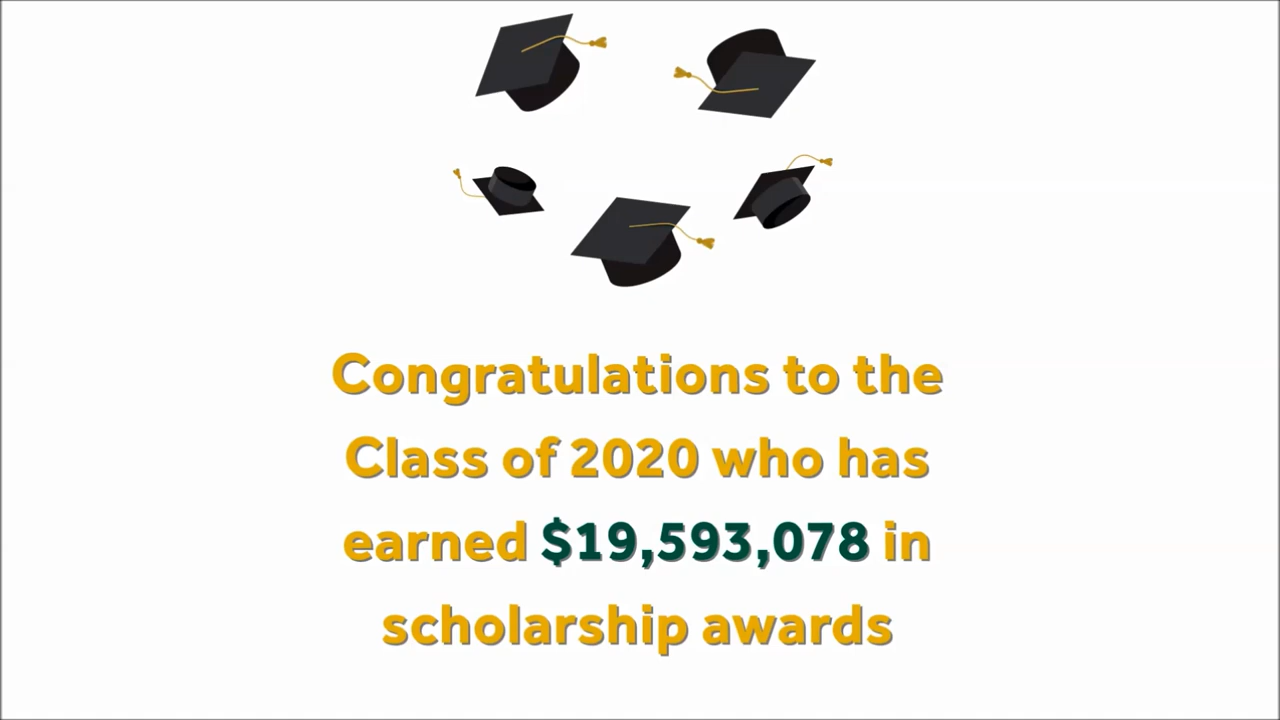 Congratulations to the
Class of 2020 who has
earned $19,593,078 in
scholarship awards